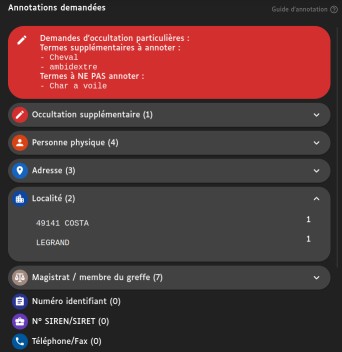 Annotations demandées
Guide d'annotation
Demandes d'occultation particulières :
Termes supplémentaires à annoter :
- Cheval
- ambidextre
Termes à NE PAS annoter :
- Char a voile
Occultation supplémentaire (1)
Personne physique (4)
Adresse (3)
Localité (2)
49141 COSTA 1
LEGRAND 1
Magistrat / membre du greffe (7)
Numéro identifiant (0)
N° SIREN/SIRET (0)
Téléphone/Fax (0)